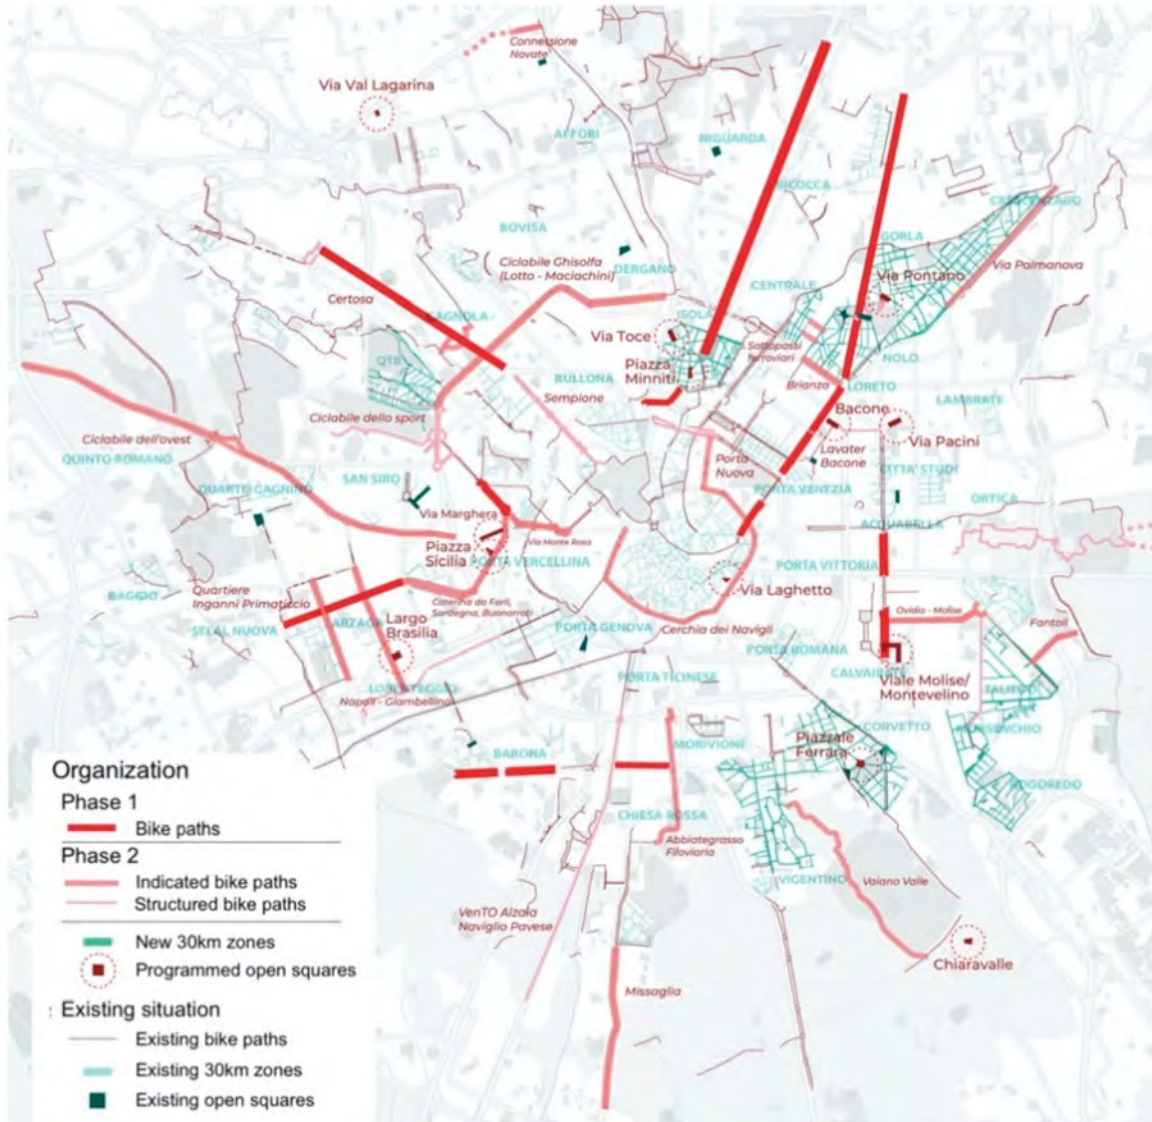 Connessione
Novate
Via Val Lagarina
AFFORI
NIGUARDA
BICOCCA
CRESCENZAGO
BOVISA
GORLA
Ciclabile Ghisolfa
(Lotto - Maciachini)
DERGANO
Via Palmanova
Via Pontano
CENTRALE
Certosa
CAGNOLA
ISOLA
Via Toce
Sottopassi
ferroviari
NOLO
QT8
Piazza
Minniti
BULLONA
Brianza
LORETO
Sempione
LAMBRATE
Bacone
Ciclabile dello sport
Via Pacini
Ciclabile dell'ovest
Lavater
Bacone
QUINTO ROMANO
Porta
Nuova
CITTA' STUDI
SAN SIRO
QUARTO CAGNINO
PORTA VENEZIA
ORTICA
Via Marghera
ACQUABELLA
Piazza
Sicilia
Via Monte Rosa
PORTA VERCELLINA
PORTA VITTORIA
Quartiere
Inganni Primaticcio
Via Laghetto
BAGGIO
Caterina da Forlì,
Sardegna, Buonarroti
Ovidio - Molise
ARZAGA
Largo
Brasilia
Fantoli
PORTA GENOVA
Cerchia dei Navigli
PORTA ROMANA
CALVAIRATE
PORTA TICINESE
Viale Molise/
Montevelino
TALIEDO
Napoli - Giambellino
CORVETTO
Piazzale
Ferrara
BARONA
MORIVIONE
ROGOREDO
CHIESA ROSSA
Abbiategrasso
Filoviaria
VIGENTINO
Vaiano Valle
VenTO Alzaia
Naviglio Pavese
Chiaravalle
Missaglia
Organization
Phase 1
Bike paths
Phase 2
Indicated bike paths
Structured bike paths
New 30km zones
Programmed open squares
Existing situation
Existing bike paths
Existing 30km zones
Existing open squares